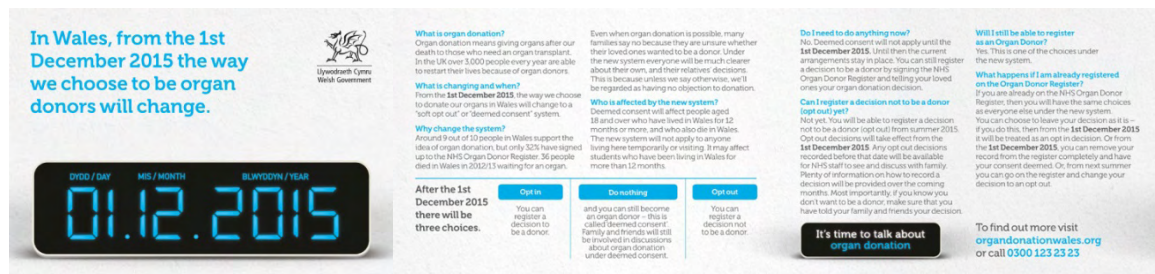 In Wales, from the 1st
December 2015 the way
we choose to be organ
donors will change.
Llywodraeth Cymru
Welsh Government
DYDD / DAY
MIS / MONTH
BLWYDDYN / YEAR
01.12.2015
What is organ donation?
Organ donation means giving organs after our
death to those who need an organ transplant.
In the UK over 3,000 people every year are able
to restart their lives because of organ donors.
What is changing and when?
From the 1st December 2015, the way we choose
to donate our organs in Wales will change to a
"soft opt out" or "deemed consent" system.
Why change the system?
Around 9 out of 10 people in Wales support the
idea of organ donation, but only 32% have signed
up to the NHS Organ Donor Register. 36 people
died in Wales in 2012/13 waiting for an organ.
Even when organ donation is possible, many
families say no because they are unsure whether
their loved ones wanted to be a donor. Under
the new system everyone will be much clearer
about their own, and their relatives' decisions.
This is because unless we say otherwise, we'll
be regarded as having no objection to donation.
Who is affected by the new system?
Deemed consent will affect people aged
18 and over who have lived in Wales for 12
months or more, and who also die in Wales.
The new system will not apply to anyone
living here temporarily or visiting. It may affect
students who have been living in Wales for
more than 12 months.
After the 1st
December 2015
there will be
three choices.
Opt in
You can
register a
decision to
be a donor.
Do nothing
and you can still become
an organ donor – this is
called 'deemed consent'.
Family and friends will still
be involved in discussions
about organ donation
under deemed consent.
Opt out
You can
register a
decision not
to be a donor.
Do I need to do anything now?
No. Deemed consent will not apply until the
1st December 2015. Until then the current
arrangements stay in place. You can still register
a decision to be a donor by signing the NHS
Organ Donor Register and telling your loved
ones your organ donation decision.
Can I register a decision not to be a donor
(opt out) yet?
Not yet. You will be able to register a decision
not to be a donor (opt out) from summer 2015.
Opt out decisions will take effect from the
1st December 2015. Any opt out decisions
recorded before that date will be available
for NHS staff to see and discuss with family.
Plenty of information on how to record a
decision will be provided over the coming
months. Most importantly, if you know you
don't want to be a donor, make sure that you
have told your family and friends your decision.
It's time to talk about
organ donation
Will I still be able to register
as an Organ Donor?
Yes. This is one of the choices under
the new system.
What happens if I am already registered
on the Organ Donor Register?
If you are already on the NHS Organ Donor
Register, then you will have the same choices
as everyone else under the new system.
You can choose to leave your decision as it is –
if you do this, then from the 1st December 2015
it will be treated as an opt in decision. Or from
the 1st December 2015, you can remove your
record from the register completely and have
your consent deemed. Or, from next summer
you can go on the register and change your
decision to an opt out.
To find out more visit
organdonationwales.org
or call 0300 123 23 23